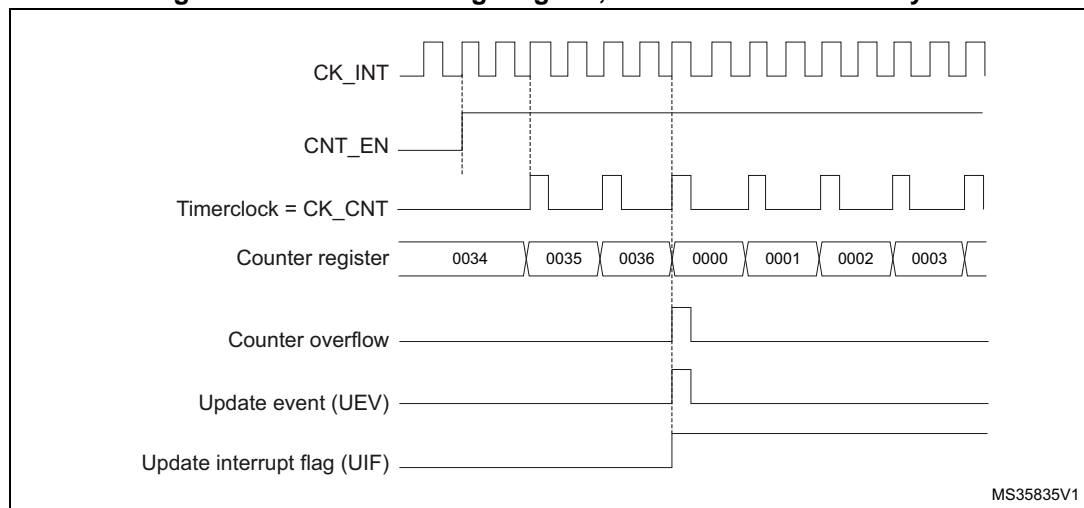 CK_INT
CNT_EN
Timerclock = CK_CNT
Counter register 0034 0035 0036 0000 0001 0002 0003
Counter overflow
Update event (UEV)
Update interrupt flag (UIF)
MS35835V1